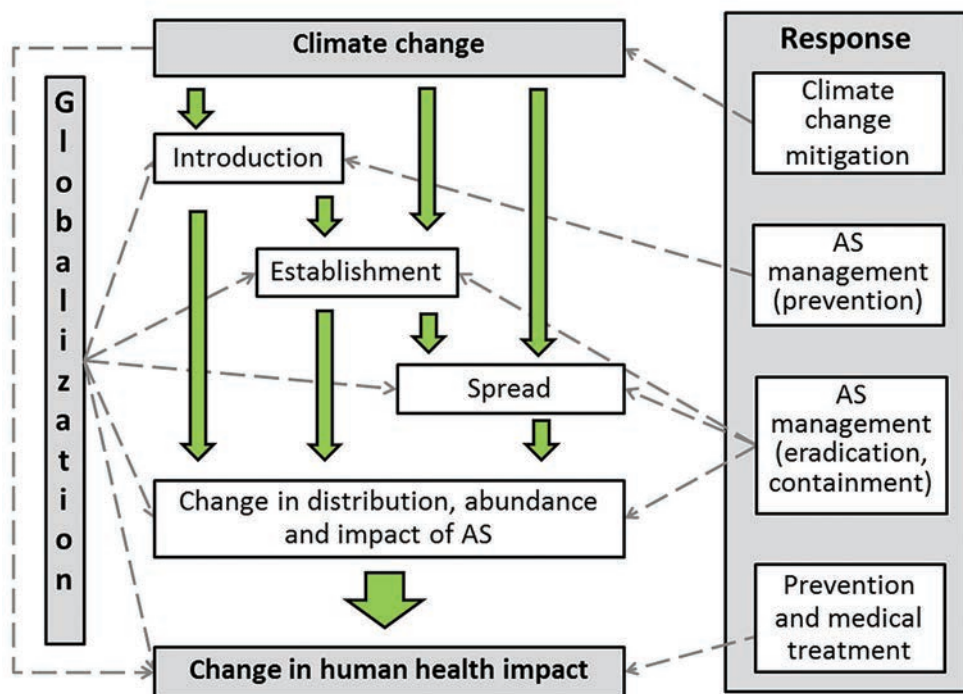 Climate change
Globalization
Introduction
Establishment
Spread
Change in distribution, abundance
and impact of AS
Change in human health impact
Response
Climate
change
mitigation
AS
management
(prevention)
AS
management
(eradication,
containment)
Prevention
and medical
treatment